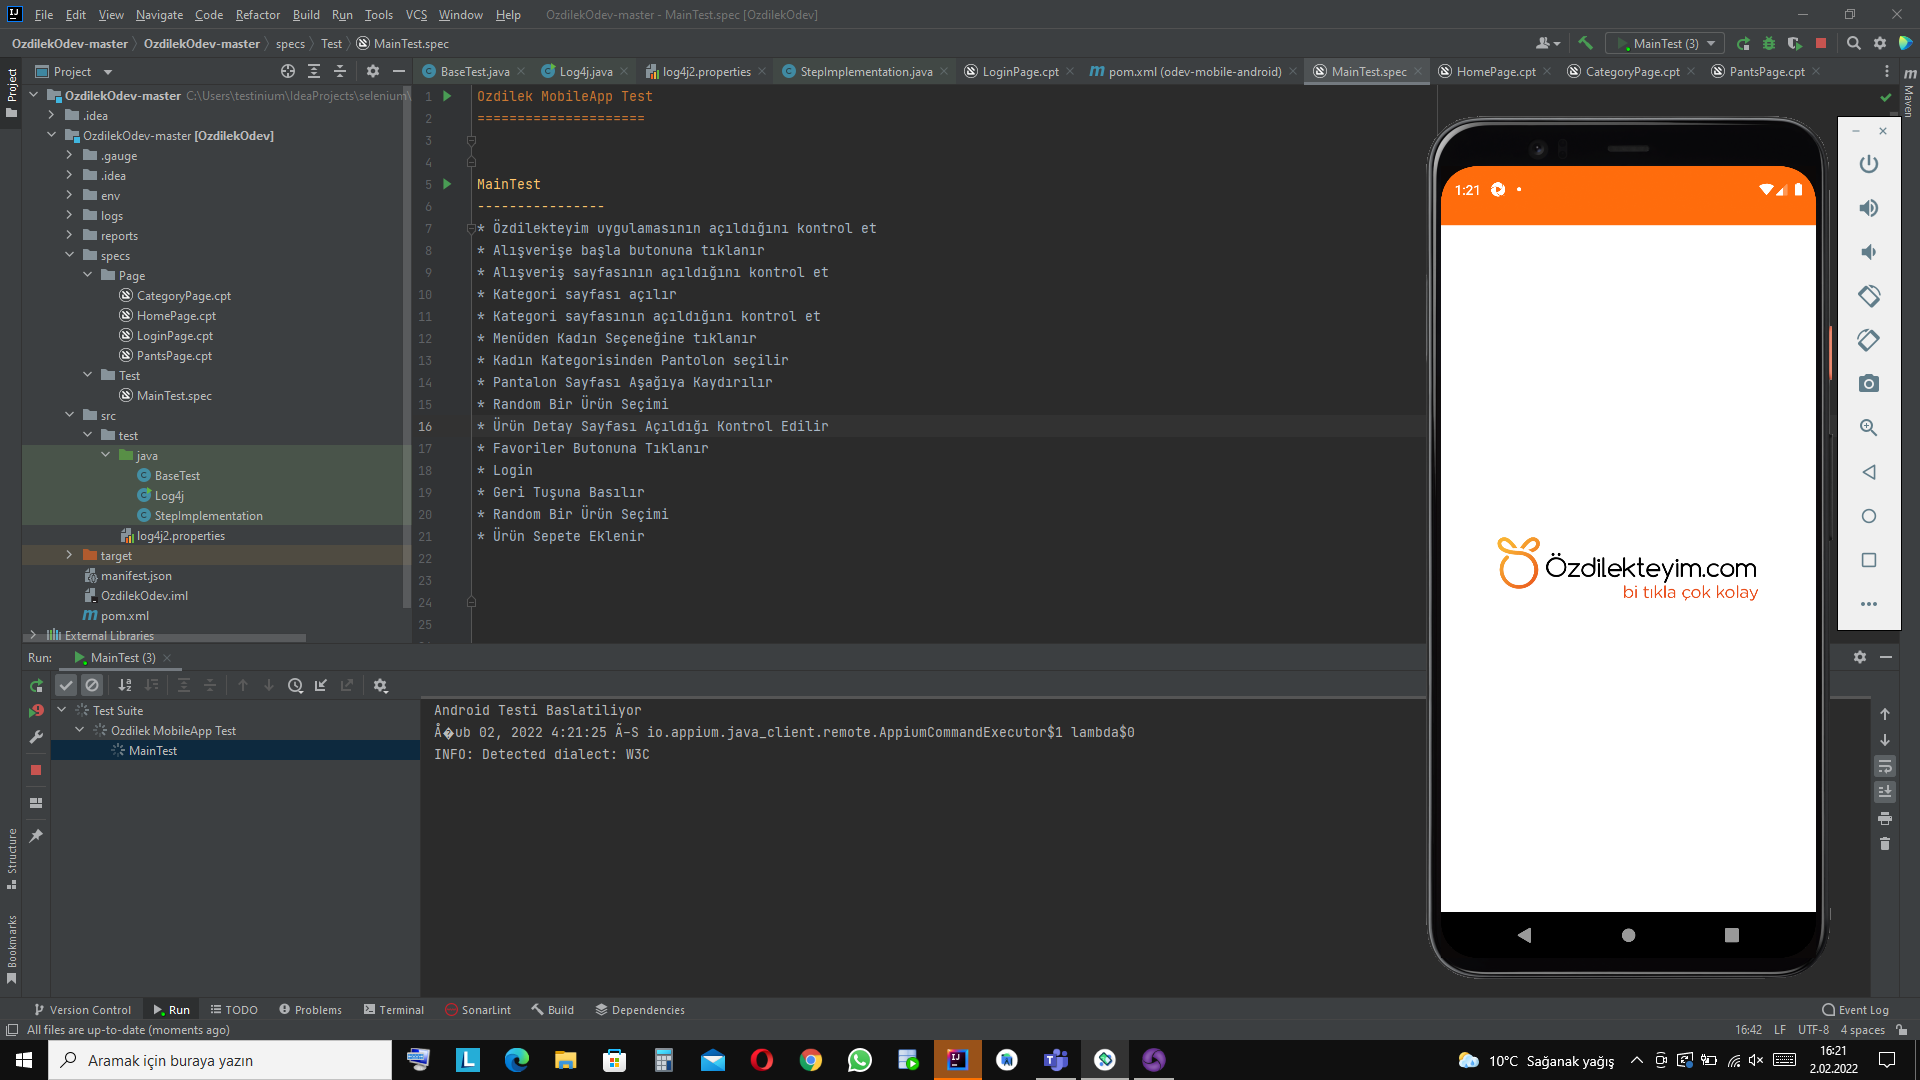 File Edit View Navigate Code Refactor Build Run Tools VCS Window Help OzdilekOdev-master - MainTest.spec [OzdilekOdev]
OzdilekOdev-master OzdilekOdev-master specs Test MainTest.spec MainTest (3)
Project
BaseTest.java Log4j.java log4j2.properties StepImplementation.java LoginPage.cpt pom.xml (odev-mobile-android) MainTest.spec HomePage.cpt CategoryPage.cpt PantsPage.cpt
Project
Maven
OzdilekOdev-master C:\Users\testinium\IdeaProjects\selenium\
.idea
OzdilekOdev-master [OzdilekOdev]
.gauge
.idea
env
logs
reports
specs
Page
CategoryPage.cpt
HomePage.cpt
LoginPage.cpt
PantsPage.cpt
Test
MainTest.spec
src
test
java
BaseTest
Log4j
StepImplementation
log4j2.properties
target
manifest.json
OzdilekOdev.iml
pom.xml
External Libraries
1 Ozdilek MobileApp Test
2 =====================
3
4
5 MainTest
6 ----------------
7 * Özdilekteyim uygulamasının açıldığını kontrol et
8 * Alışverişe başla butonuna tıklanır
9 * Alışveriş sayfasının açıldığını kontrol et
10 * Kategori sayfası açılır
11 * Kategori sayfasının açıldığını kontrol et
12 * Menüden Kadın Seçeneğine tıklanır
13 * Kadın Kategorisinden Pantolon seçilir
14 * Pantalon Sayfası Aşağıya Kaydırılır
15 * Random Bir Ürün Seçimi
16 * Ürün Detay Sayfası Açıldığı Kontrol Edilir
17 * Favoriler Butonuna Tıklanır
18 * Login
19 * Geri Tuşuna Basılır
20 * Random Bir Ürün Seçimi
21 * Ürün Sepete Eklenir
22
23
24
25
1:21
Özdilekteyim.com
bi tıkla çok kolay
Run: MainTest (3)
Test Suite
Ozdilek MobileApp Test
MainTest
Android Testi Baslatiliyor
Å�ub 02, 2022 4:21:25 Ã–S io.appium.java_client.remote.AppiumCommandExecutor$1 lambda$0
INFO: Detected dialect: W3C
Structure
Bookmarks
Version Control Run TODO Problems Terminal SonarLint Build Dependencies Event Log
All files are up-to-date (moments ago) 16:42 LF UTF-8 4 spaces
Aramak için buraya yazın
10°C Sağanak yağış
16:21
2.02.2022